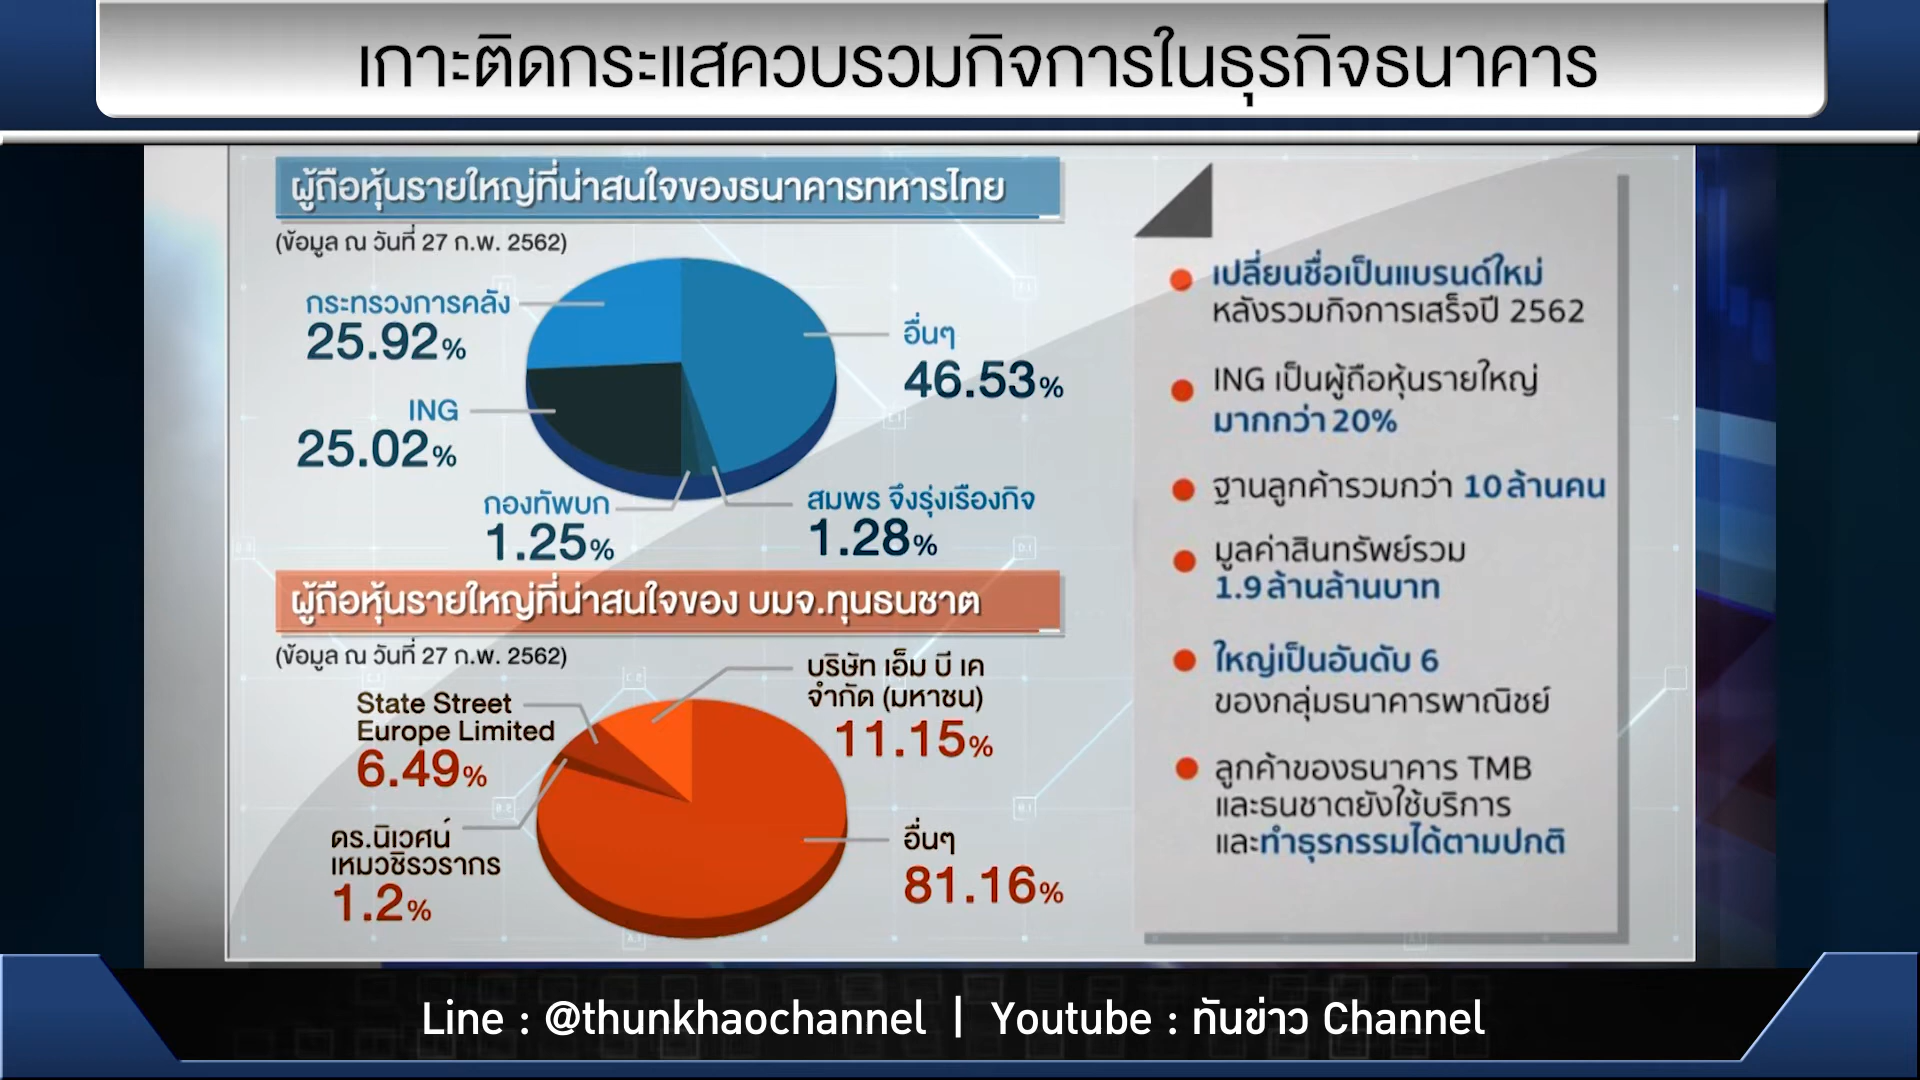 เกาะติดกระแสควบรวมกิจการในธุรกิจธนาคาร
ผู้ถือหุ้นรายใหญ่ที่น่าสนใจของธนาคารทหารไทย
(ข้อมูล ณ วันที่ 27 ก.พ. 2562)
กระทรวงการคลัง
25.92%
อื่นๆ
46.53%
ING
25.02%
กองทัพบก
1.25%
สมพร จึงรุ่งเรืองกิจ
1.28%
ผู้ถือหุ้นรายใหญ่ที่น่าสนใจของ บมจ.ทุนธนชาต
(ข้อมูล ณ วันที่ 27 ก.พ. 2562)
บริษัท เอ็ม บี เค
จำกัด (มหาชน)
11.15%
State Street
Europe Limited
6.49%
ดร.นิเวศน์
เหมวชิรวรากร
1.2%
อื่นๆ
81.16%
เปลี่ยนชื่อเป็นแบรนด์ใหม่
หลังรวมกิจการเสร็จปี 2562
ING เป็นผู้ถือหุ้นรายใหญ่
มากกว่า 20%
ฐานลูกค้ารวมกว่า 10 ล้านคน
มูลค่าสินทรัพย์รวม
1.9 ล้านล้านบาท
ใหญ่เป็นอันดับ 6
ของกลุ่มธนาคารพาณิชย์
ลูกค้าของธนาคาร TMB
และธนชาตยังใช้บริการ
และทำธุรกรรมได้ตามปกติ
Line : @thunkhaochannel | Youtube : ทันข่าว Channel